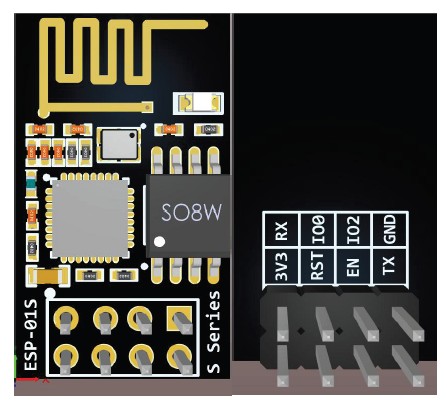 SO8W
ESP-01S
S Series
RX IO0 IO2 GND
3V3 RST EN TX